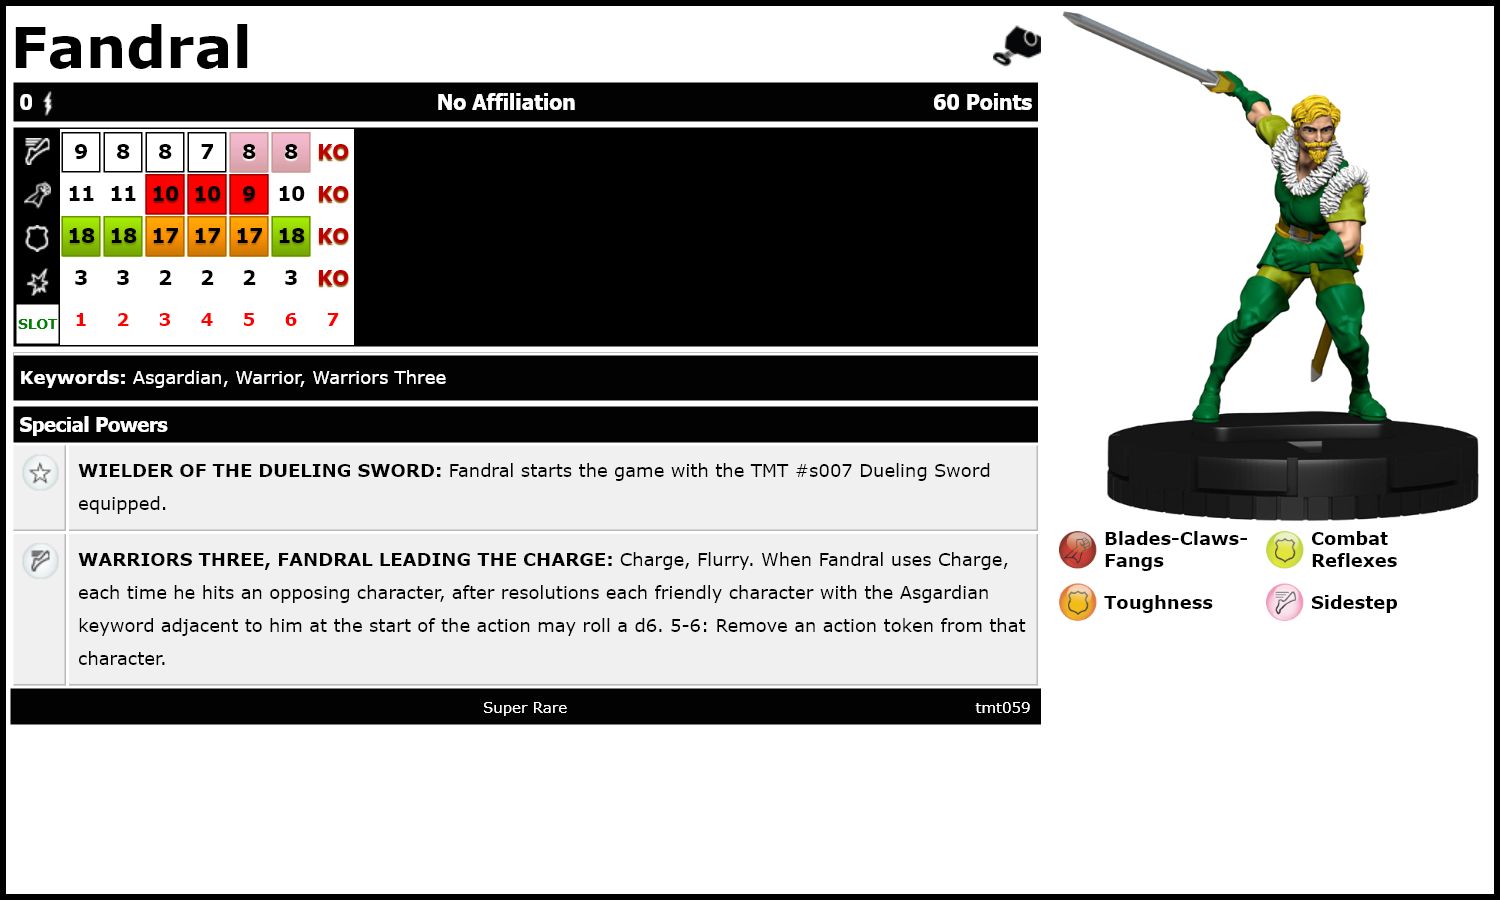 Fandral
0 No Affiliation 60 Points
9 8 8 7 8 8 KO
11 11 10 10 9 10 KO
18 18 17 17 17 18 KO
3 3 2 2 2 3 KO
SLOT 1 2 3 4 5 6 7
Keywords: Asgardian, Warrior, Warriors Three
Special Powers
WIELDER OF THE DUELING SWORD: Fandral starts the game with the TMT #s007 Dueling Sword
equipped.
WARRIORS THREE, FANDRAL LEADING THE CHARGE: Charge, Flurry. When Fandral uses Charge,
each time he hits an opposing character, after resolutions each friendly character with the Asgardian
keyword adjacent to him at the start of the action may roll a d6. 5-6: Remove an action token from that
character.
Super Rare tmt059
Blades-Claws-
Fangs
Combat
Reflexes
Toughness
Sidestep